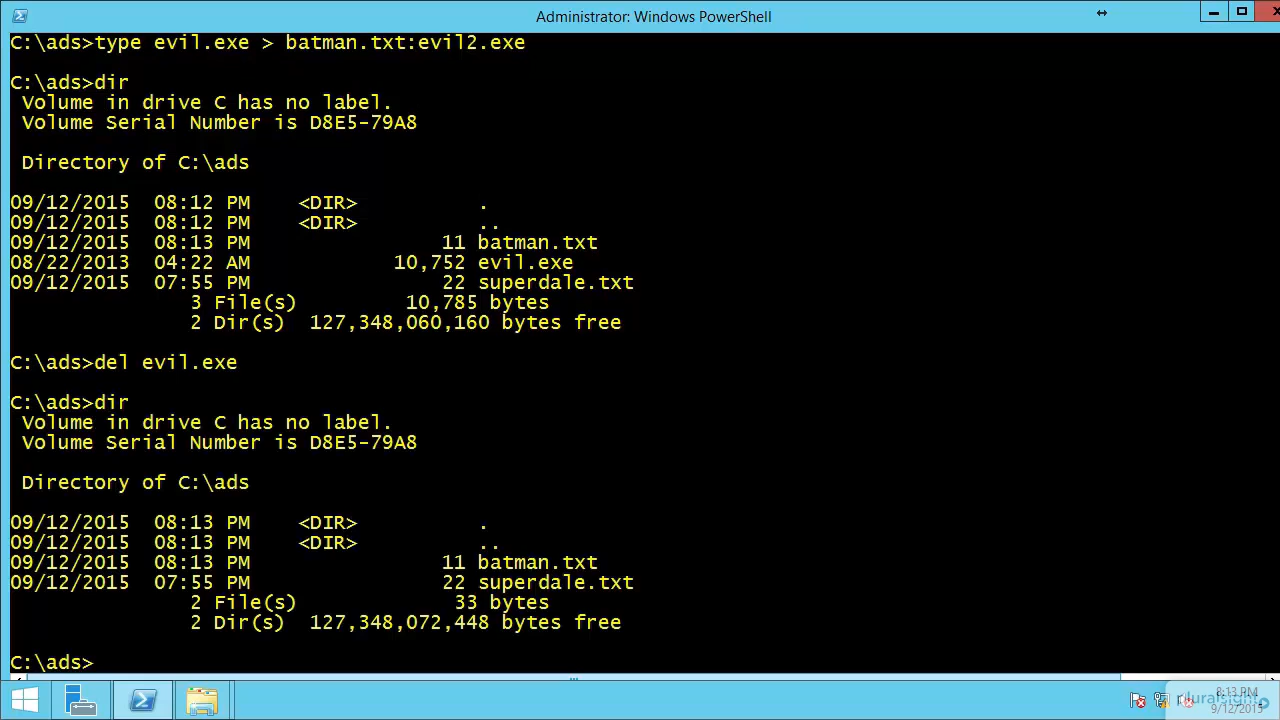 Administrator: Windows PowerShell
C:\ads>type evil.exe > batman.txt:evil2.exe
C:\ads>dir
Volume in drive C has no label.
Volume Serial Number is D8E5-79A8
Directory of C:\ads
09/12/2015  08:12 PM    <DIR>          .
09/12/2015  08:12 PM    <DIR>          ..
09/12/2015  08:13 PM                11 batman.txt
08/22/2013  04:22 AM            10,752 evil.exe
09/12/2015  07:55 PM                22 superdale.txt
3 File(s)         10,785 bytes
2 Dir(s)  127,348,060,160 bytes free
C:\ads>del evil.exe
C:\ads>dir
Volume in drive C has no label.
Volume Serial Number is D8E5-79A8
Directory of C:\ads
09/12/2015  08:13 PM    <DIR>          .
09/12/2015  08:13 PM    <DIR>          ..
09/12/2015  08:13 PM                11 batman.txt
09/12/2015  07:55 PM                22 superdale.txt
2 File(s)             33 bytes
2 Dir(s)  127,348,072,448 bytes free
C:\ads>
8:13 PM
pluralsight
9/12/2015